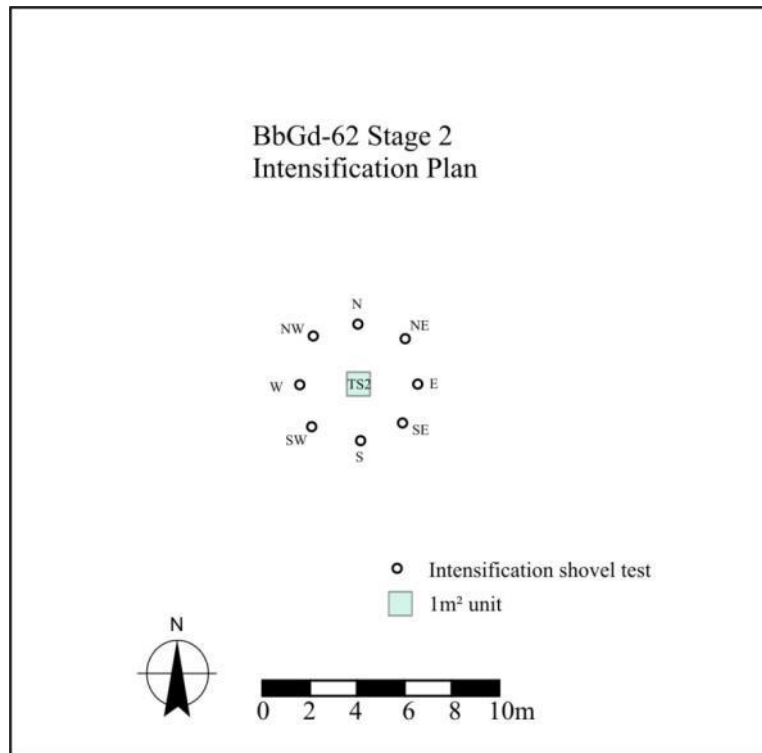 BbGd-62 Stage 2
Intensification Plan
N
NW
NE
W
TS2
E
SW
SE
S
Intensification shovel test
1m² unit
N
0 2 4 6 8 10m